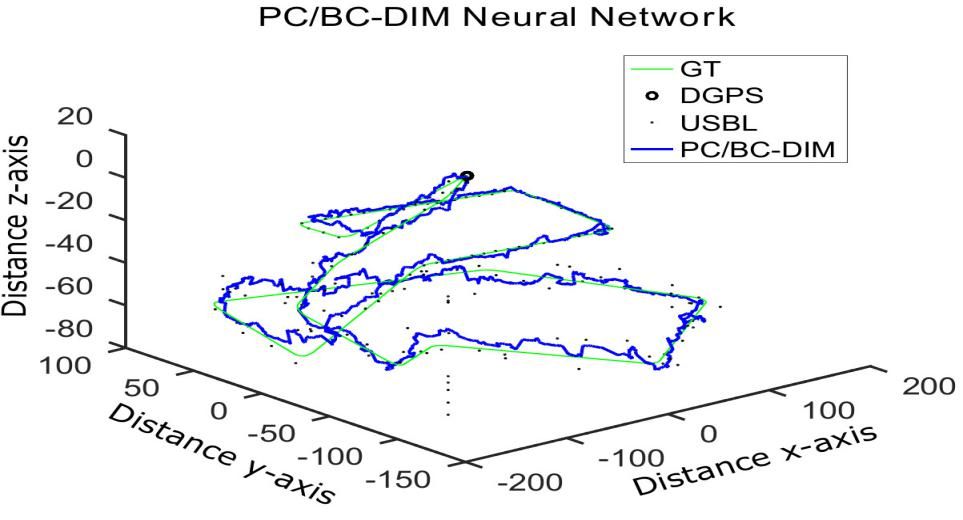 PC/BC-DIM Neural Network
GT
DGPS
USBL
PC/BC-DIM
20
0
-20
-40
-60
-80
Distance z-axis
100
50
0
-50
-100
-150
Distance y-axis
-200
-100
0
100
200
Distance x-axis